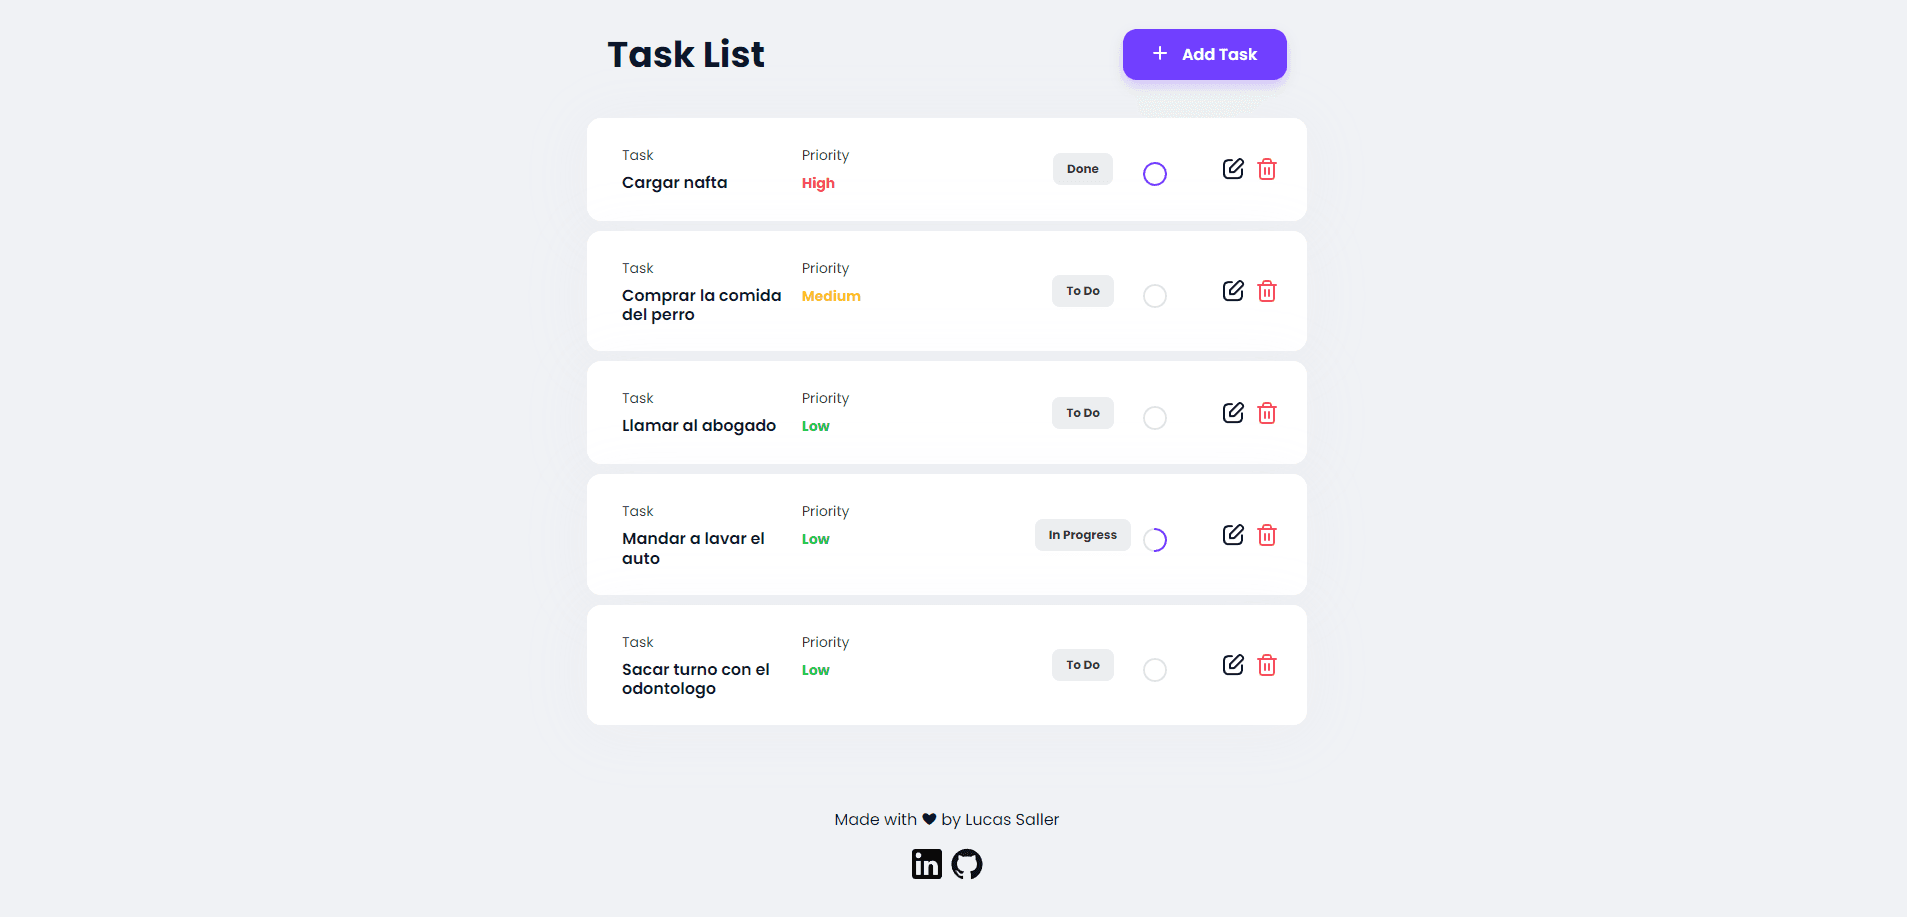 Task List
Add Task
Task
Priority
Cargar nafta
High
Done
Task
Priority
Comprar la comida
del perro
Medium
To Do
Task
Priority
Llamar al abogado
Low
To Do
Task
Priority
Mandar a lavar el
auto
Low
In Progress
Task
Priority
Sacar turno con el
odontologo
Low
To Do
Made with ♥ by Lucas Saller
in